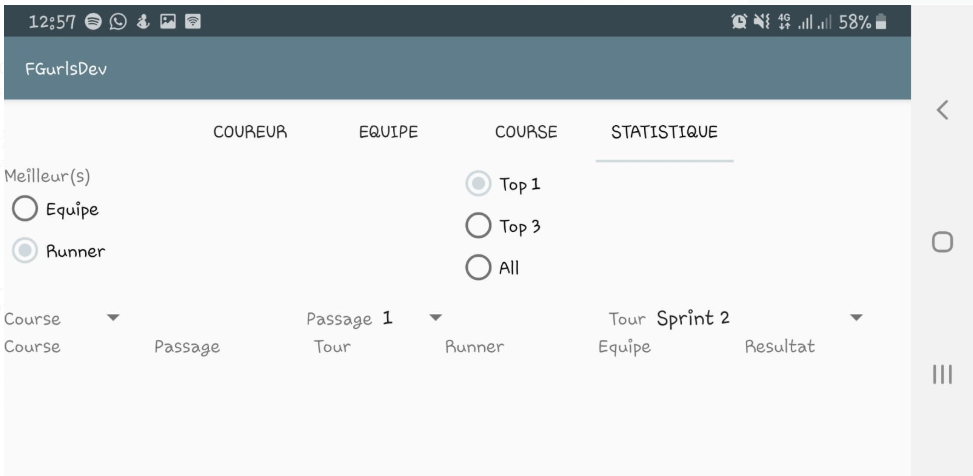 12:57 4G 58%
FGurlsDev
COUREUR EQUIPE COURSE STATISTIQUE
Meilleur(s)
Equipe
Runner
Top 1
Top 3
All
Course Passage 1 Tour Sprint 2
Course Passage Tour Runner Equipe Resultat